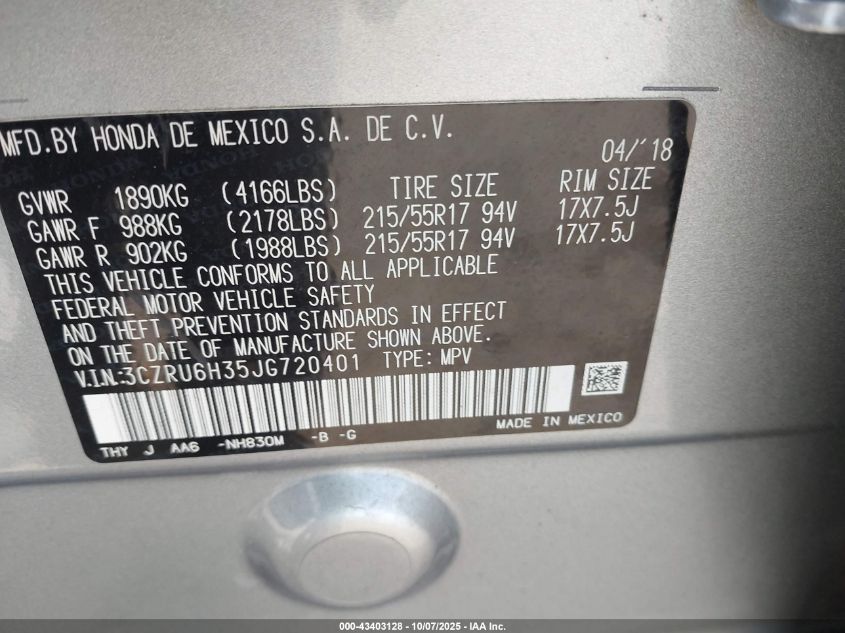 MFD.BY HONDA DE MEXICO S.A. DE C.V.
04/'18
GVWR 1890KG (4166LBS) TIRE SIZE RIM SIZE
GAWR F 988KG (2178LBS) 215/55R17 94V 17X7.5J
GAWR R 902KG (1988LBS) 215/55R17 94V 17X7.5J
THIS VEHICLE CONFORMS TO ALL APPLICABLE
FEDERAL MOTOR VEHICLE SAFETY
AND THEFT PREVENTION STANDARDS IN EFFECT
ON THE DATE OF MANUFACTURE SHOWN ABOVE.
V.I.N:3CZRU6H35JG720401 TYPE: MPV
MADE IN MEXICO
THY J AA6 -NH830M -B -G
000-43403128 - 10/07/2025 - IAA Inc.